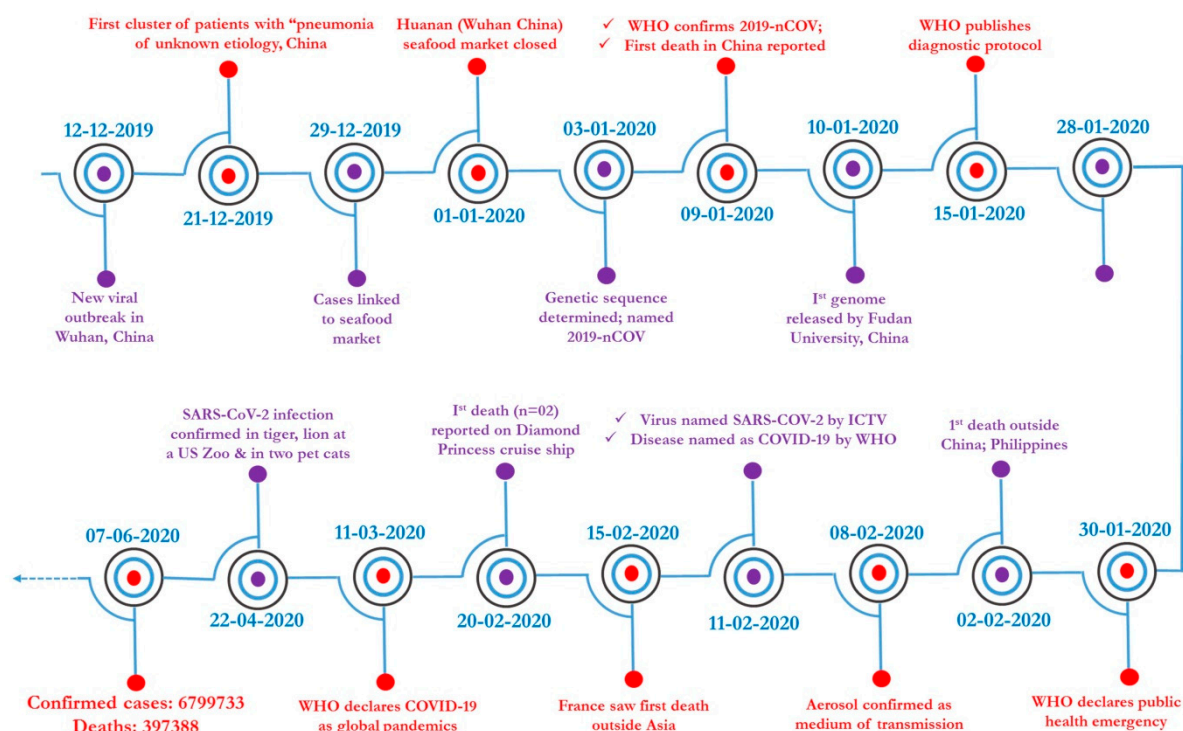 First cluster of patients with “pneumonia
of unknown etiology, China
Huanan (Wuhan China)
seafood market closed
✓ WHO confirms 2019-nCOV;
✓ First death in China reported
WHO publishes
diagnostic protocol
12-12-2019
29-12-2019
03-01-2020
10-01-2020
28-01-2020
21-12-2019
01-01-2020
09-01-2020
15-01-2020
New viral
outbreak in
Wuhan, China
Cases linked
to seafood
market
Genetic sequence
determined; named
2019-nCOV
Iˢᵗ genome
released by Fudan
University, China
SARS-CoV-2 infection
confirmed in tiger, lion at
a US Zoo & in two pet cats
Iˢᵗ death (n=02)
reported on Diamond
Princess cruise ship
✓ Virus named SARS-COV-2 by ICTV
✓ Disease named as COVID-19 by WHO
1ˢᵗ death outside
China; Philippines
07-06-2020
11-03-2020
15-02-2020
08-02-2020
30-01-2020
22-04-2020
20-02-2020
11-02-2020
02-02-2020
Confirmed cases: 6799733
Deaths: 397388
WHO declares COVID-19
as global pandemics
France saw first death
outside Asia
Aerosol confirmed as
medium of transmission
WHO declares public
health emergency